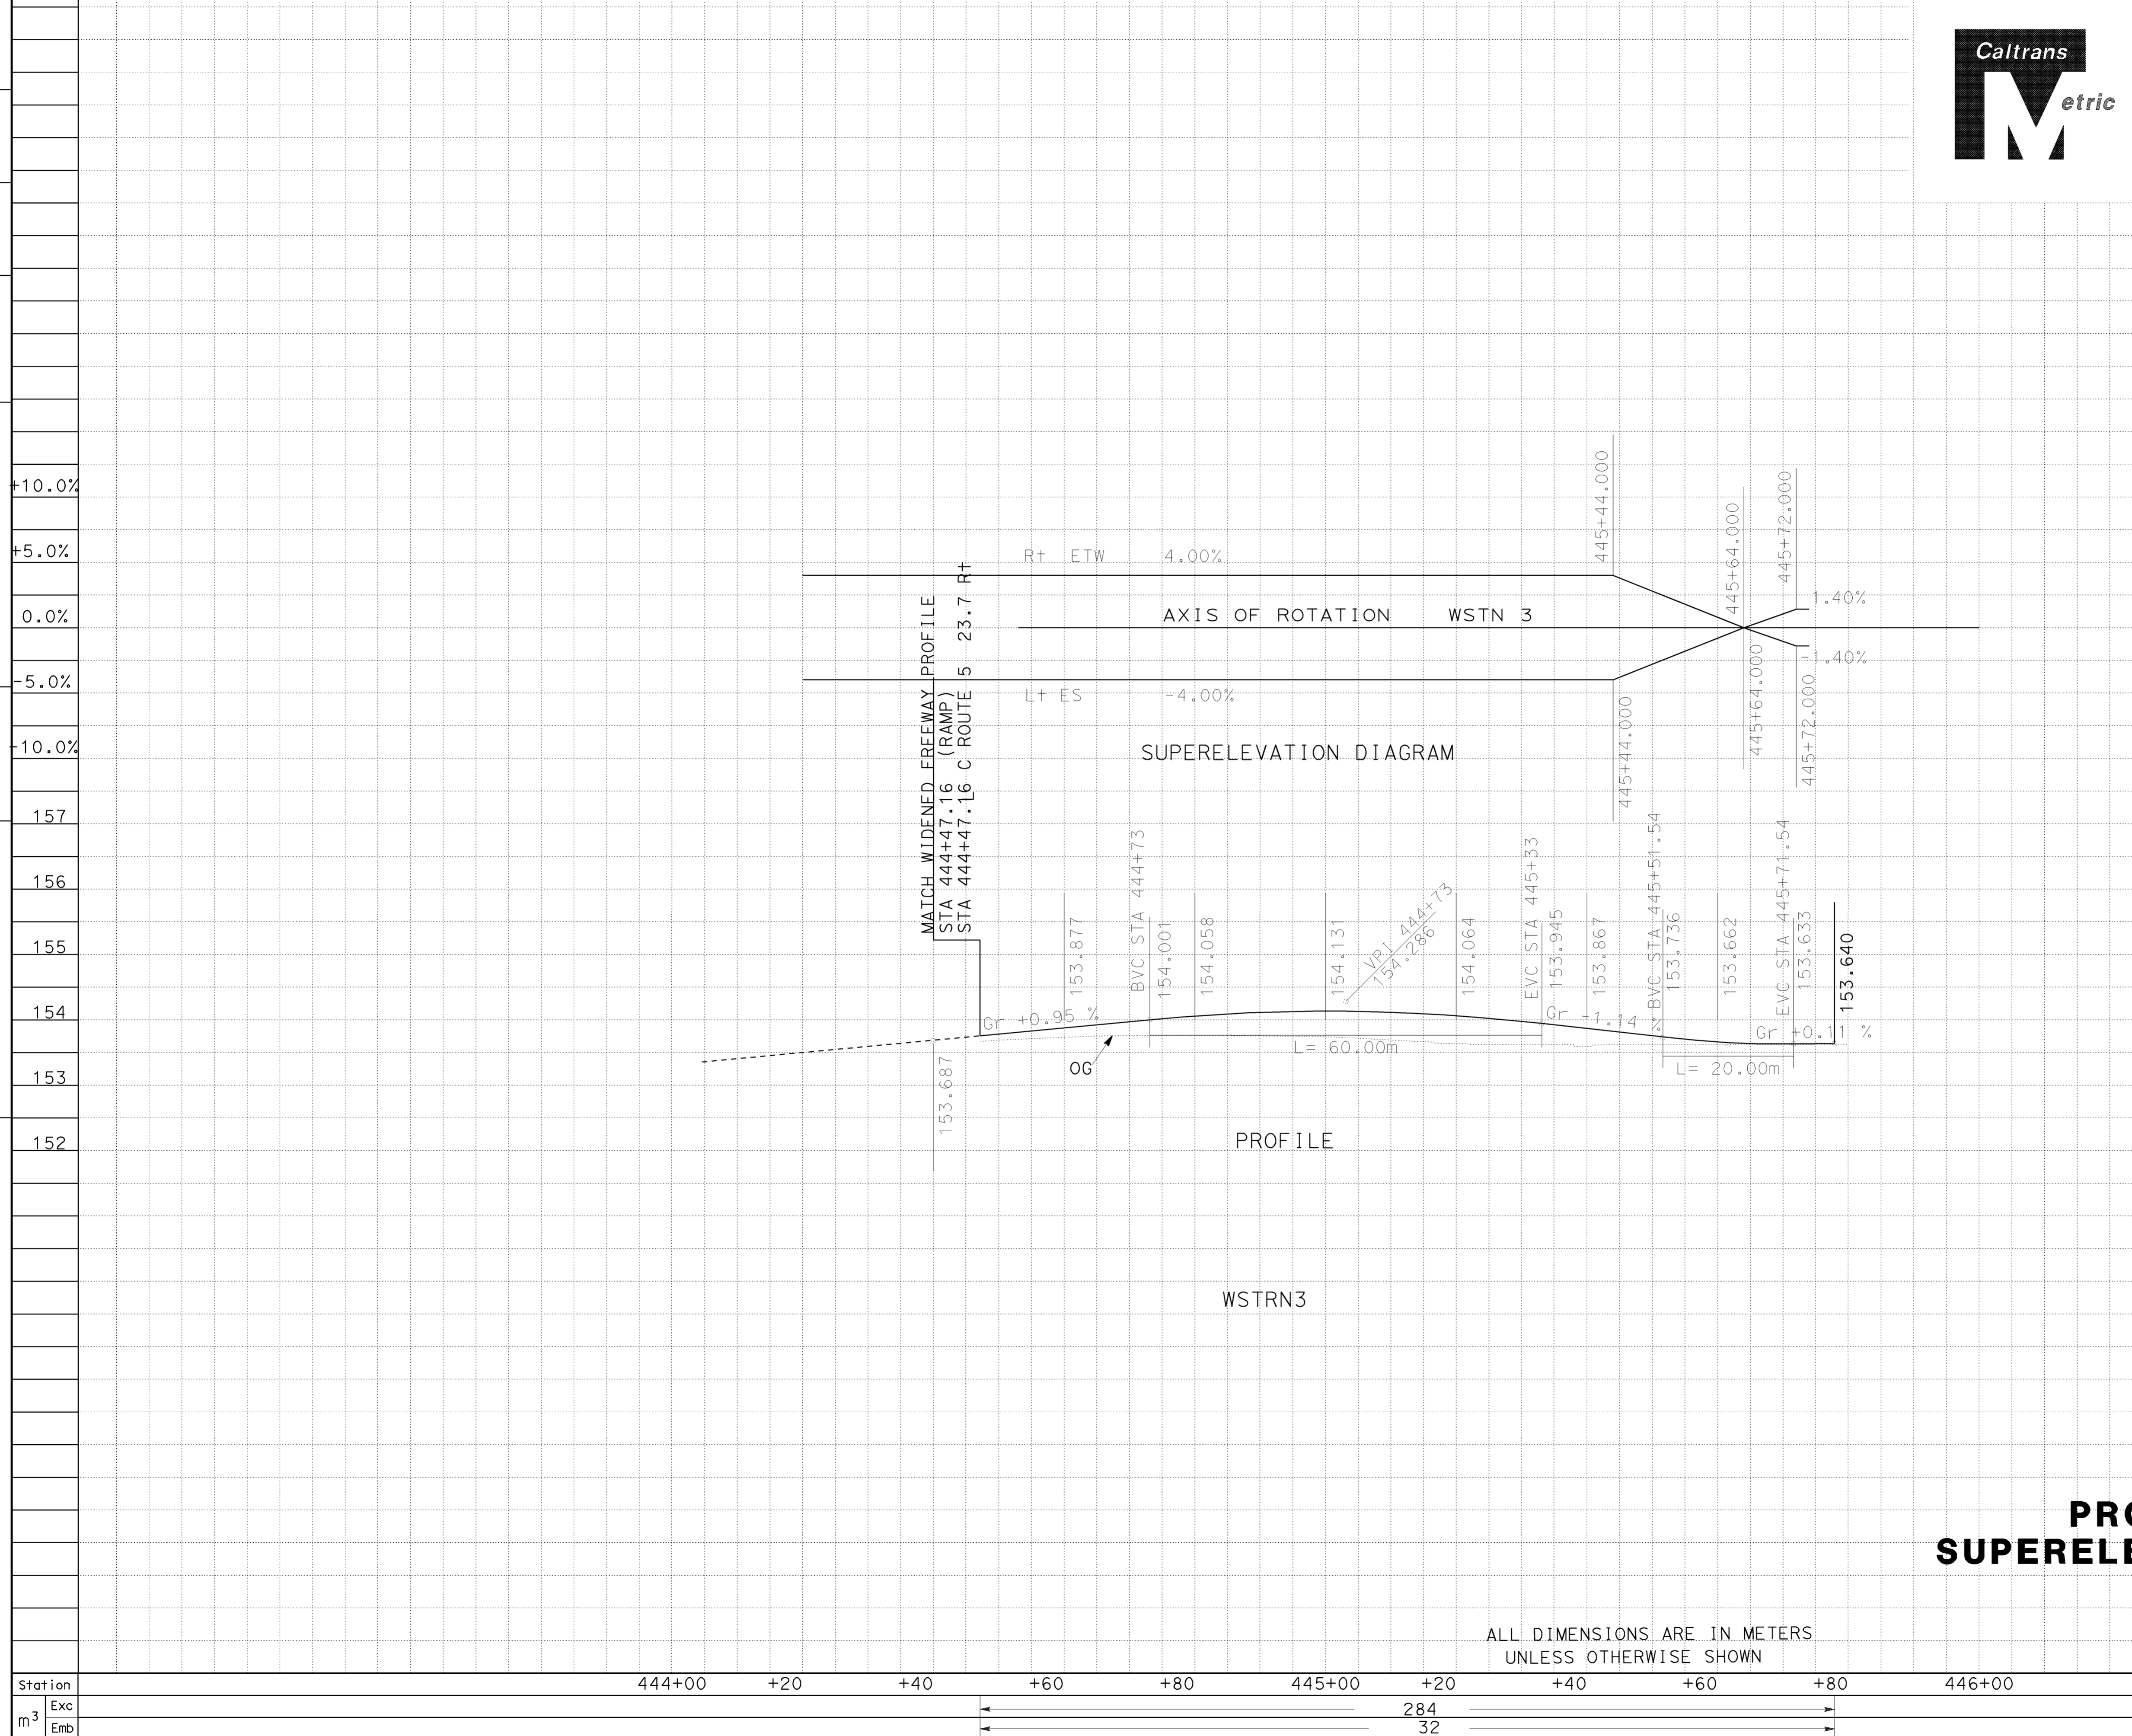 Caltrans
Metric
+10.0%
+5.0%
0.0%
-5.0%
-10.0%
157
156
155
154
153
152
Rt ETW 4.00%
AXIS OF ROTATION WSTN 3
Lt ES -4.00%
445+44.000
445+64.000
445+72.000
1.40%
-1.40%
445+44.000
445+64.000
445+72.000
SUPERELEVATION DIAGRAM
MATCH WIDENED FREEWAY PROFILE
STA 444+47.16 (RAMP)
STA 444+47.16 CL ROUTE 5 23.7 Rt
153.877
BVC STA 444+73
154.001
154.058
154.131
VPI 444+73
154.286
154.064
EVC STA 445+33
153.945
153.867
BVC STA 445+51.54
153.736
153.662
EVC STA 445+71.54
153.633
153.640
Gr +0.95 %
Gr -1.14 %
Gr +0.11 %
L= 60.00m
L= 20.00m
OG
153.687
PROFILE
WSTRN3
PRO
SUPERELE
ALL DIMENSIONS ARE IN METERS
UNLESS OTHERWISE SHOWN
Station 444+00 +20 +40 +60 +80 445+00 +20 +40 +60 +80 446+00
m³ Exc 284
Emb 32